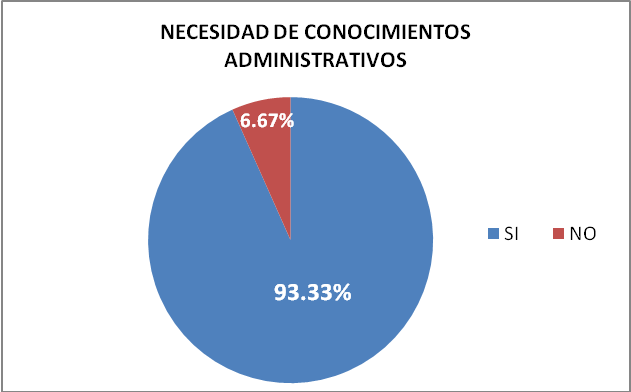 NECESIDAD DE CONOCIMIENTOS
ADMINISTRATIVOS
6.67%
93.33%
SI
NO